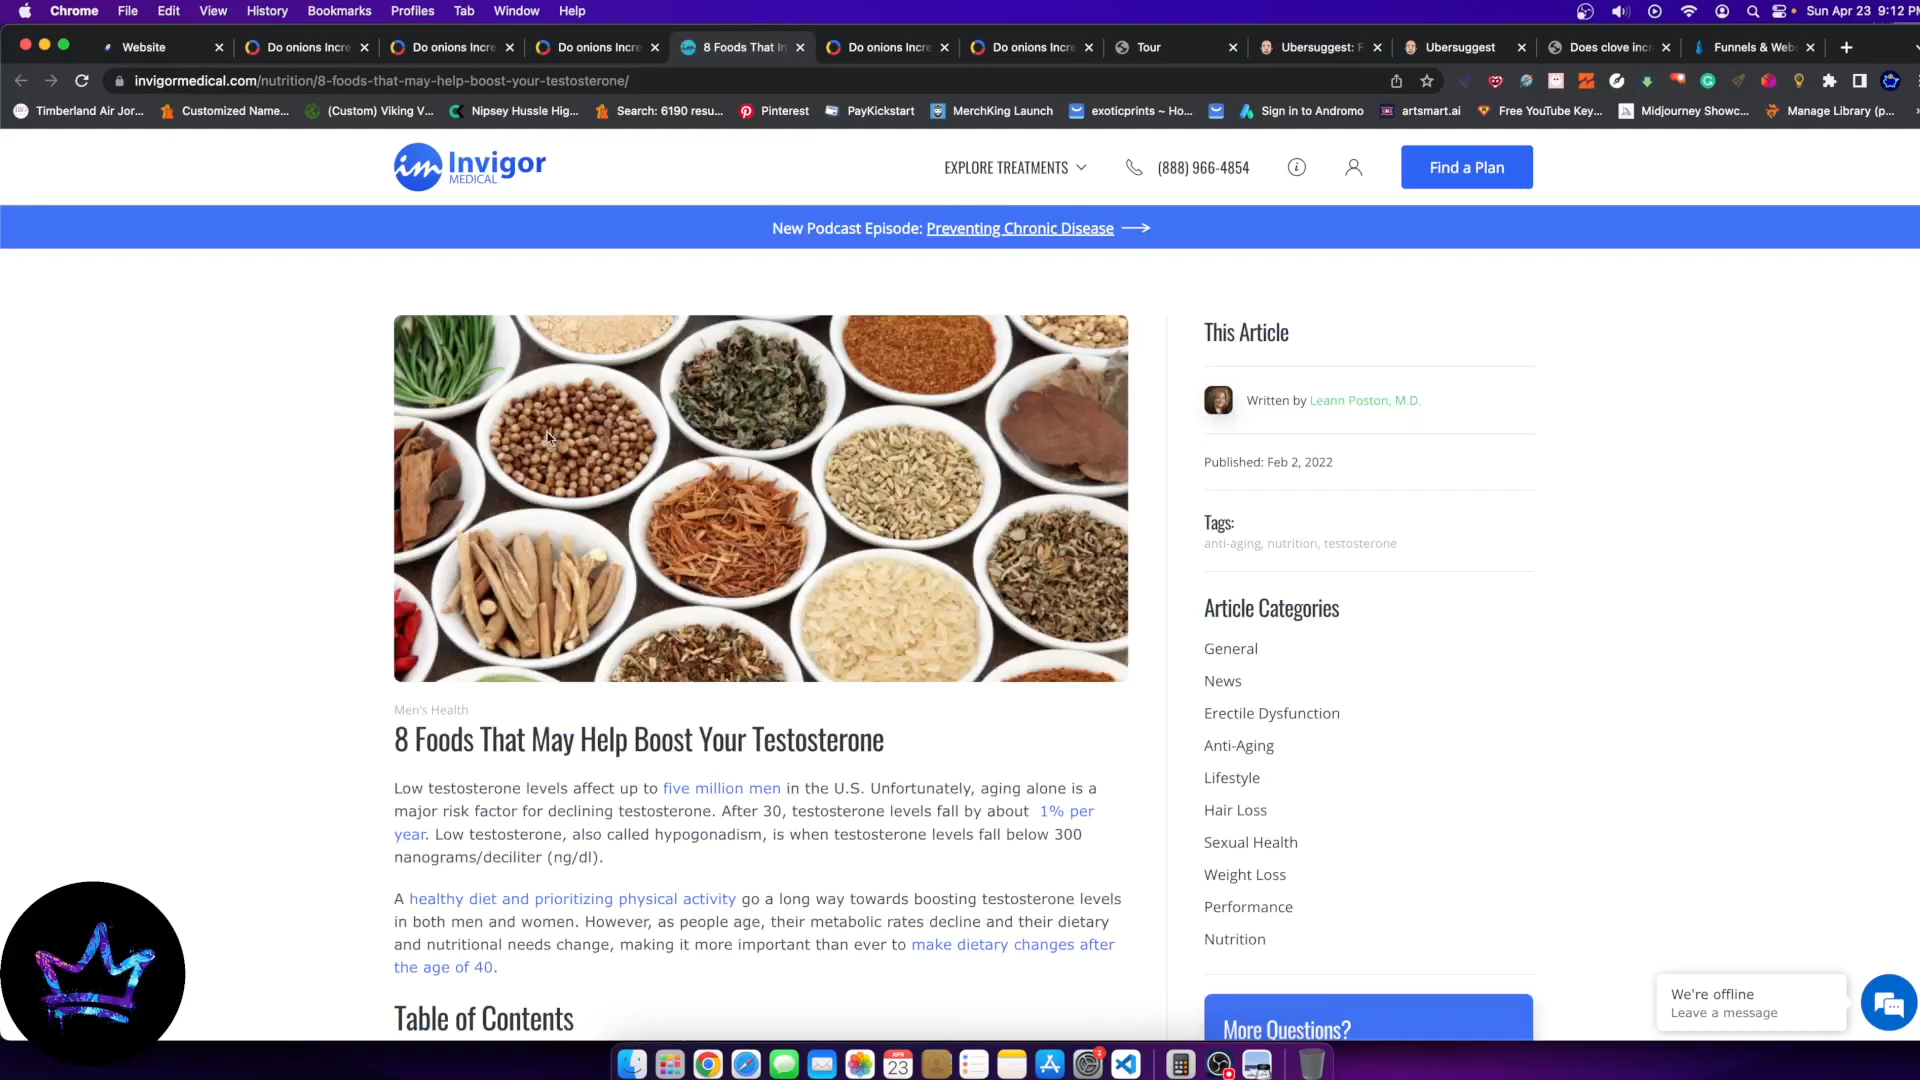 Chrome File Edit View History Bookmarks Profiles Tab Window Help Sun Apr 23 9:12 PM
Website Do onions Incre Do onions Incre Do onions Incre 8 Foods That In Do onions Incre Do onions Incre Tour Ubersuggest: F Ubersuggest Does clove incr Funnels & Web
invigormedical.com/nutrition/8-foods-that-may-help-boost-your-testosterone/
Timberland Air Jor... Customized Name... (Custom) Viking V... Nipsey Hussle Hig... Search: 6190 resu... Pinterest PayKickstart MerchKing Launch exoticprints ~ Ho... Sign in to Andromo artsmart.ai Free YouTube Key... Midjourney Showc... Manage Library (p...
im Invigor
MEDICAL
EXPLORE TREATMENTS (888) 966-4854 Find a Plan
New Podcast Episode: Preventing Chronic Disease
This Article
Written by Leann Poston, M.D.
Published: Feb 2, 2022
Tags:
anti-aging, nutrition, testosterone
Article Categories
General
News
Erectile Dysfunction
Anti-Aging
Lifestyle
Hair Loss
Sexual Health
Weight Loss
Performance
Nutrition
More Questions?
Men's Health
8 Foods That May Help Boost Your Testosterone
Low testosterone levels affect up to five million men in the U.S. Unfortunately, aging alone is a
major risk factor for declining testosterone. After 30, testosterone levels fall by about 1% per
year. Low testosterone, also called hypogonadism, is when testosterone levels fall below 300
nanograms/deciliter (ng/dl).
A healthy diet and prioritizing physical activity go a long way towards boosting testosterone levels
in both men and women. However, as people age, their metabolic rates decline and their dietary
and nutritional needs change, making it more important than ever to make dietary changes after
the age of 40.
Table of Contents
We're offline
Leave a message
APR
23
2